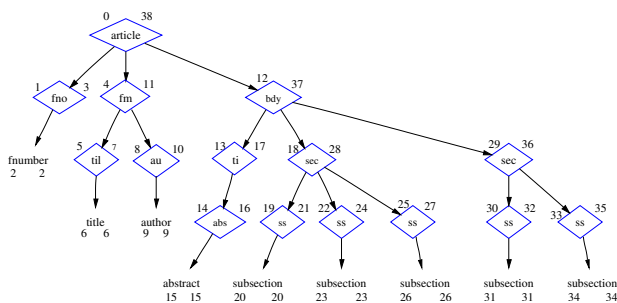 0 38
article
1 3 4 11 12 37
fno fm bdy
5 7 8 10 13 17 18 28 29 36
fnumber til au ti sec sec
2 2
14 16 19 21 22 24 25 27 30 32 33 35
title author abs ss ss ss ss ss
6 6 9 9
abstract subsection subsection subsection subsection subsection
15 15 20 20 23 23 26 26 31 31 34 34